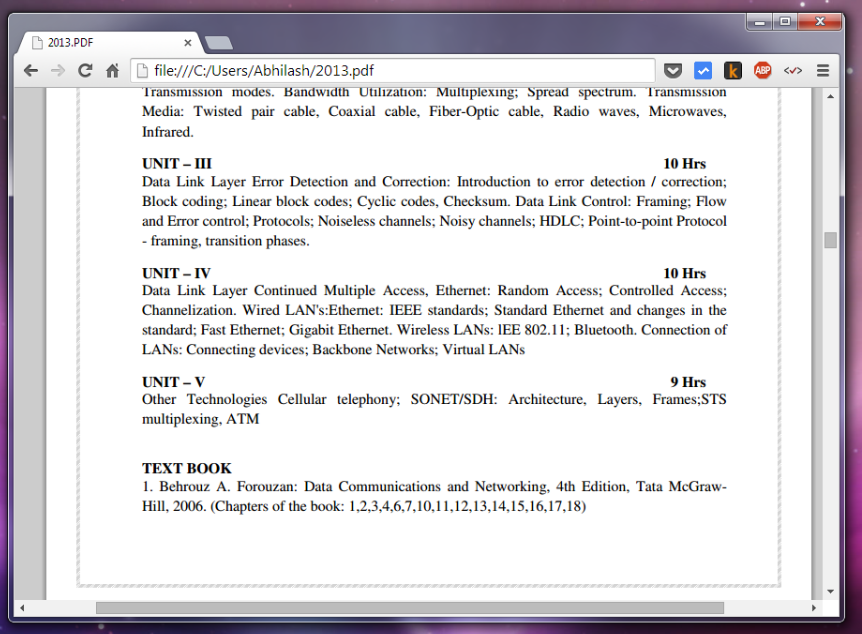 2013.PDF
file:///C:/Users/Abhilash/2013.pdf
k
ABP
Transmission modes. Bandwidth Utilization: Multiplexing; Spread spectrum. Transmission
Media: Twisted pair cable, Coaxial cable, Fiber-Optic cable, Radio waves, Microwaves,
Infrared.
UNIT – III 10 Hrs
Data Link Layer Error Detection and Correction: Introduction to error detection / correction;
Block coding; Linear block codes; Cyclic codes, Checksum. Data Link Control: Framing; Flow
and Error control; Protocols; Noiseless channels; Noisy channels; HDLC; Point-to-point Protocol
- framing, transition phases.
UNIT – IV 10 Hrs
Data Link Layer Continued Multiple Access, Ethernet: Random Access; Controlled Access;
Channelization. Wired LAN's:Ethernet: IEEE standards; Standard Ethernet and changes in the
standard; Fast Ethernet; Gigabit Ethernet. Wireless LANs: lEE 802.11; Bluetooth. Connection of
LANs: Connecting devices; Backbone Networks; Virtual LANs
UNIT – V 9 Hrs
Other Technologies Cellular telephony; SONET/SDH: Architecture, Layers, Frames;STS
multiplexing, ATM
TEXT BOOK
1. Behrouz A. Forouzan: Data Communications and Networking, 4th Edition, Tata McGraw-
Hill, 2006. (Chapters of the book: 1,2,3,4,6,7,10,11,12,13,14,15,16,17,18)